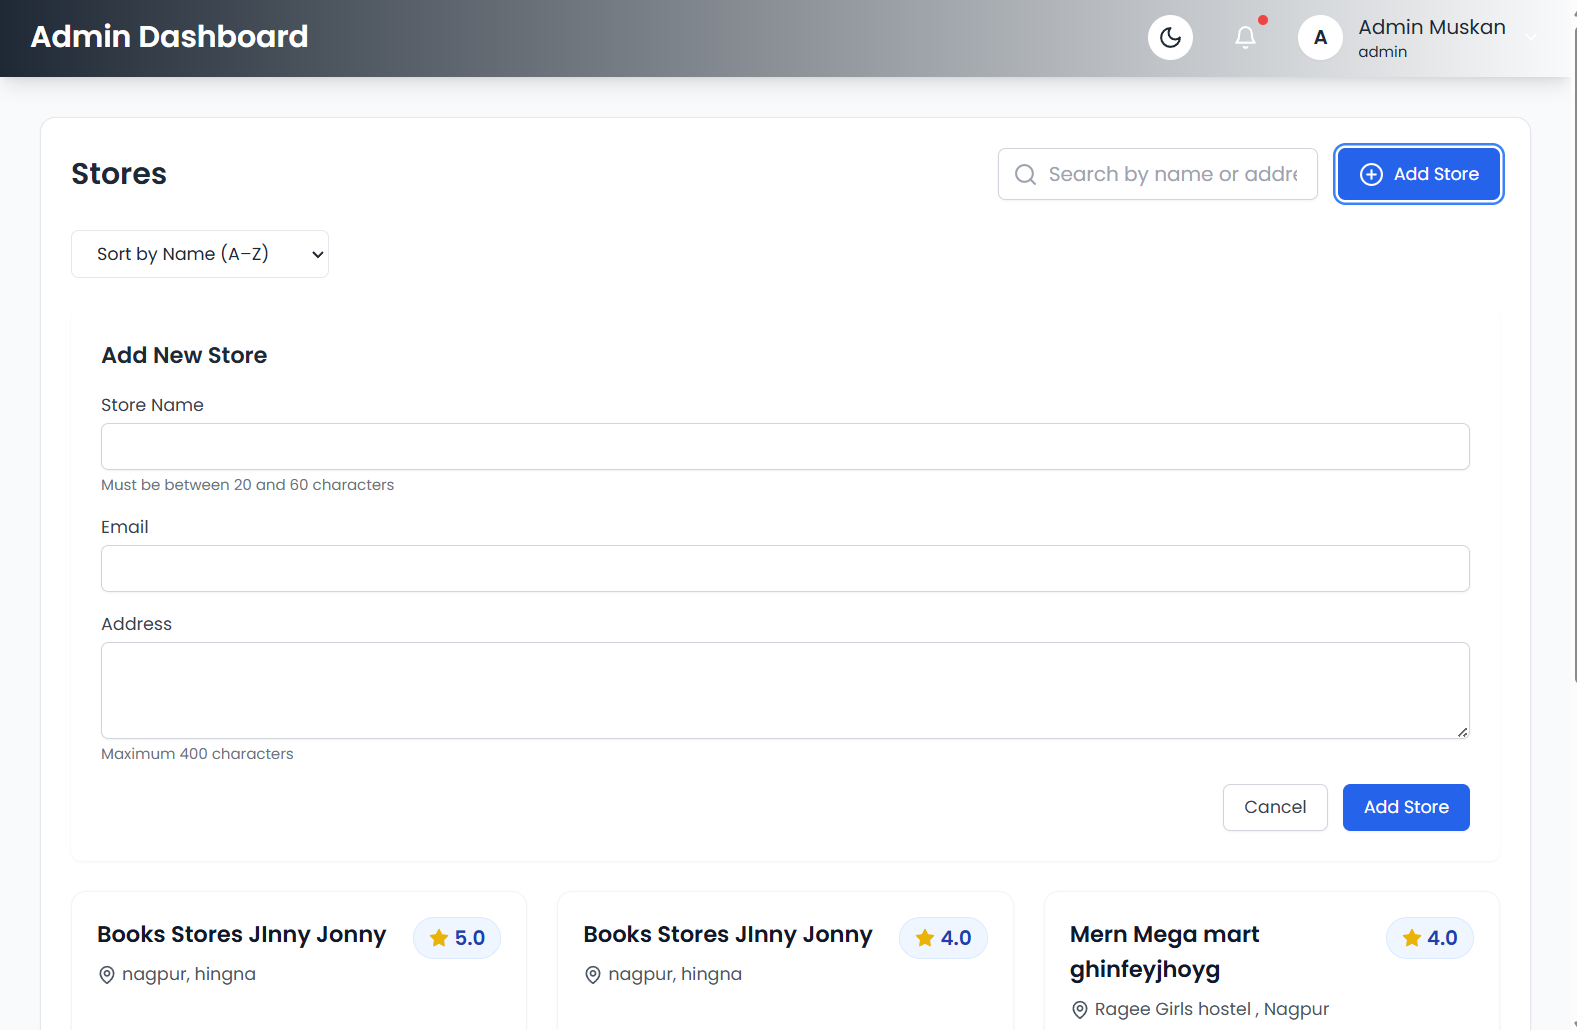 Admin Dashboard
A
Admin Muskan
admin
Stores
Search by name or addre
Add Store
Sort by Name (A–Z)
Add New Store
Store Name
Must be between 20 and 60 characters
Email
Address
Maximum 400 characters
Cancel
Add Store
Books Stores JInny Jonny
5.0
nagpur, hingna
Books Stores JInny Jonny
4.0
nagpur, hingna
Mern Mega mart
ghinfeyjhoyg
4.0
Ragee Girls hostel , Nagpur